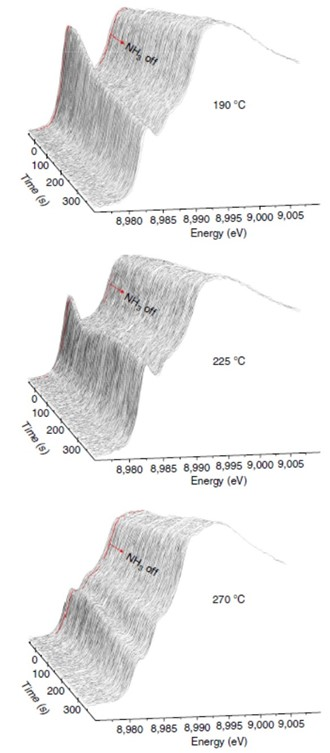 NH3 off
190 °C
0
100
200
300
Time (s)
8,980 8,985 8,990 8,995 9,000 9,005
Energy (eV)
NH3 off
225 °C
0
100
200
300
Time (s)
8,980 8,985 8,990 8,995 9,000 9,005
Energy (eV)
NH3 off
270 °C
0
100
200
300
Time (s)
8,980 8,985 8,990 8,995 9,000 9,005
Energy (eV)